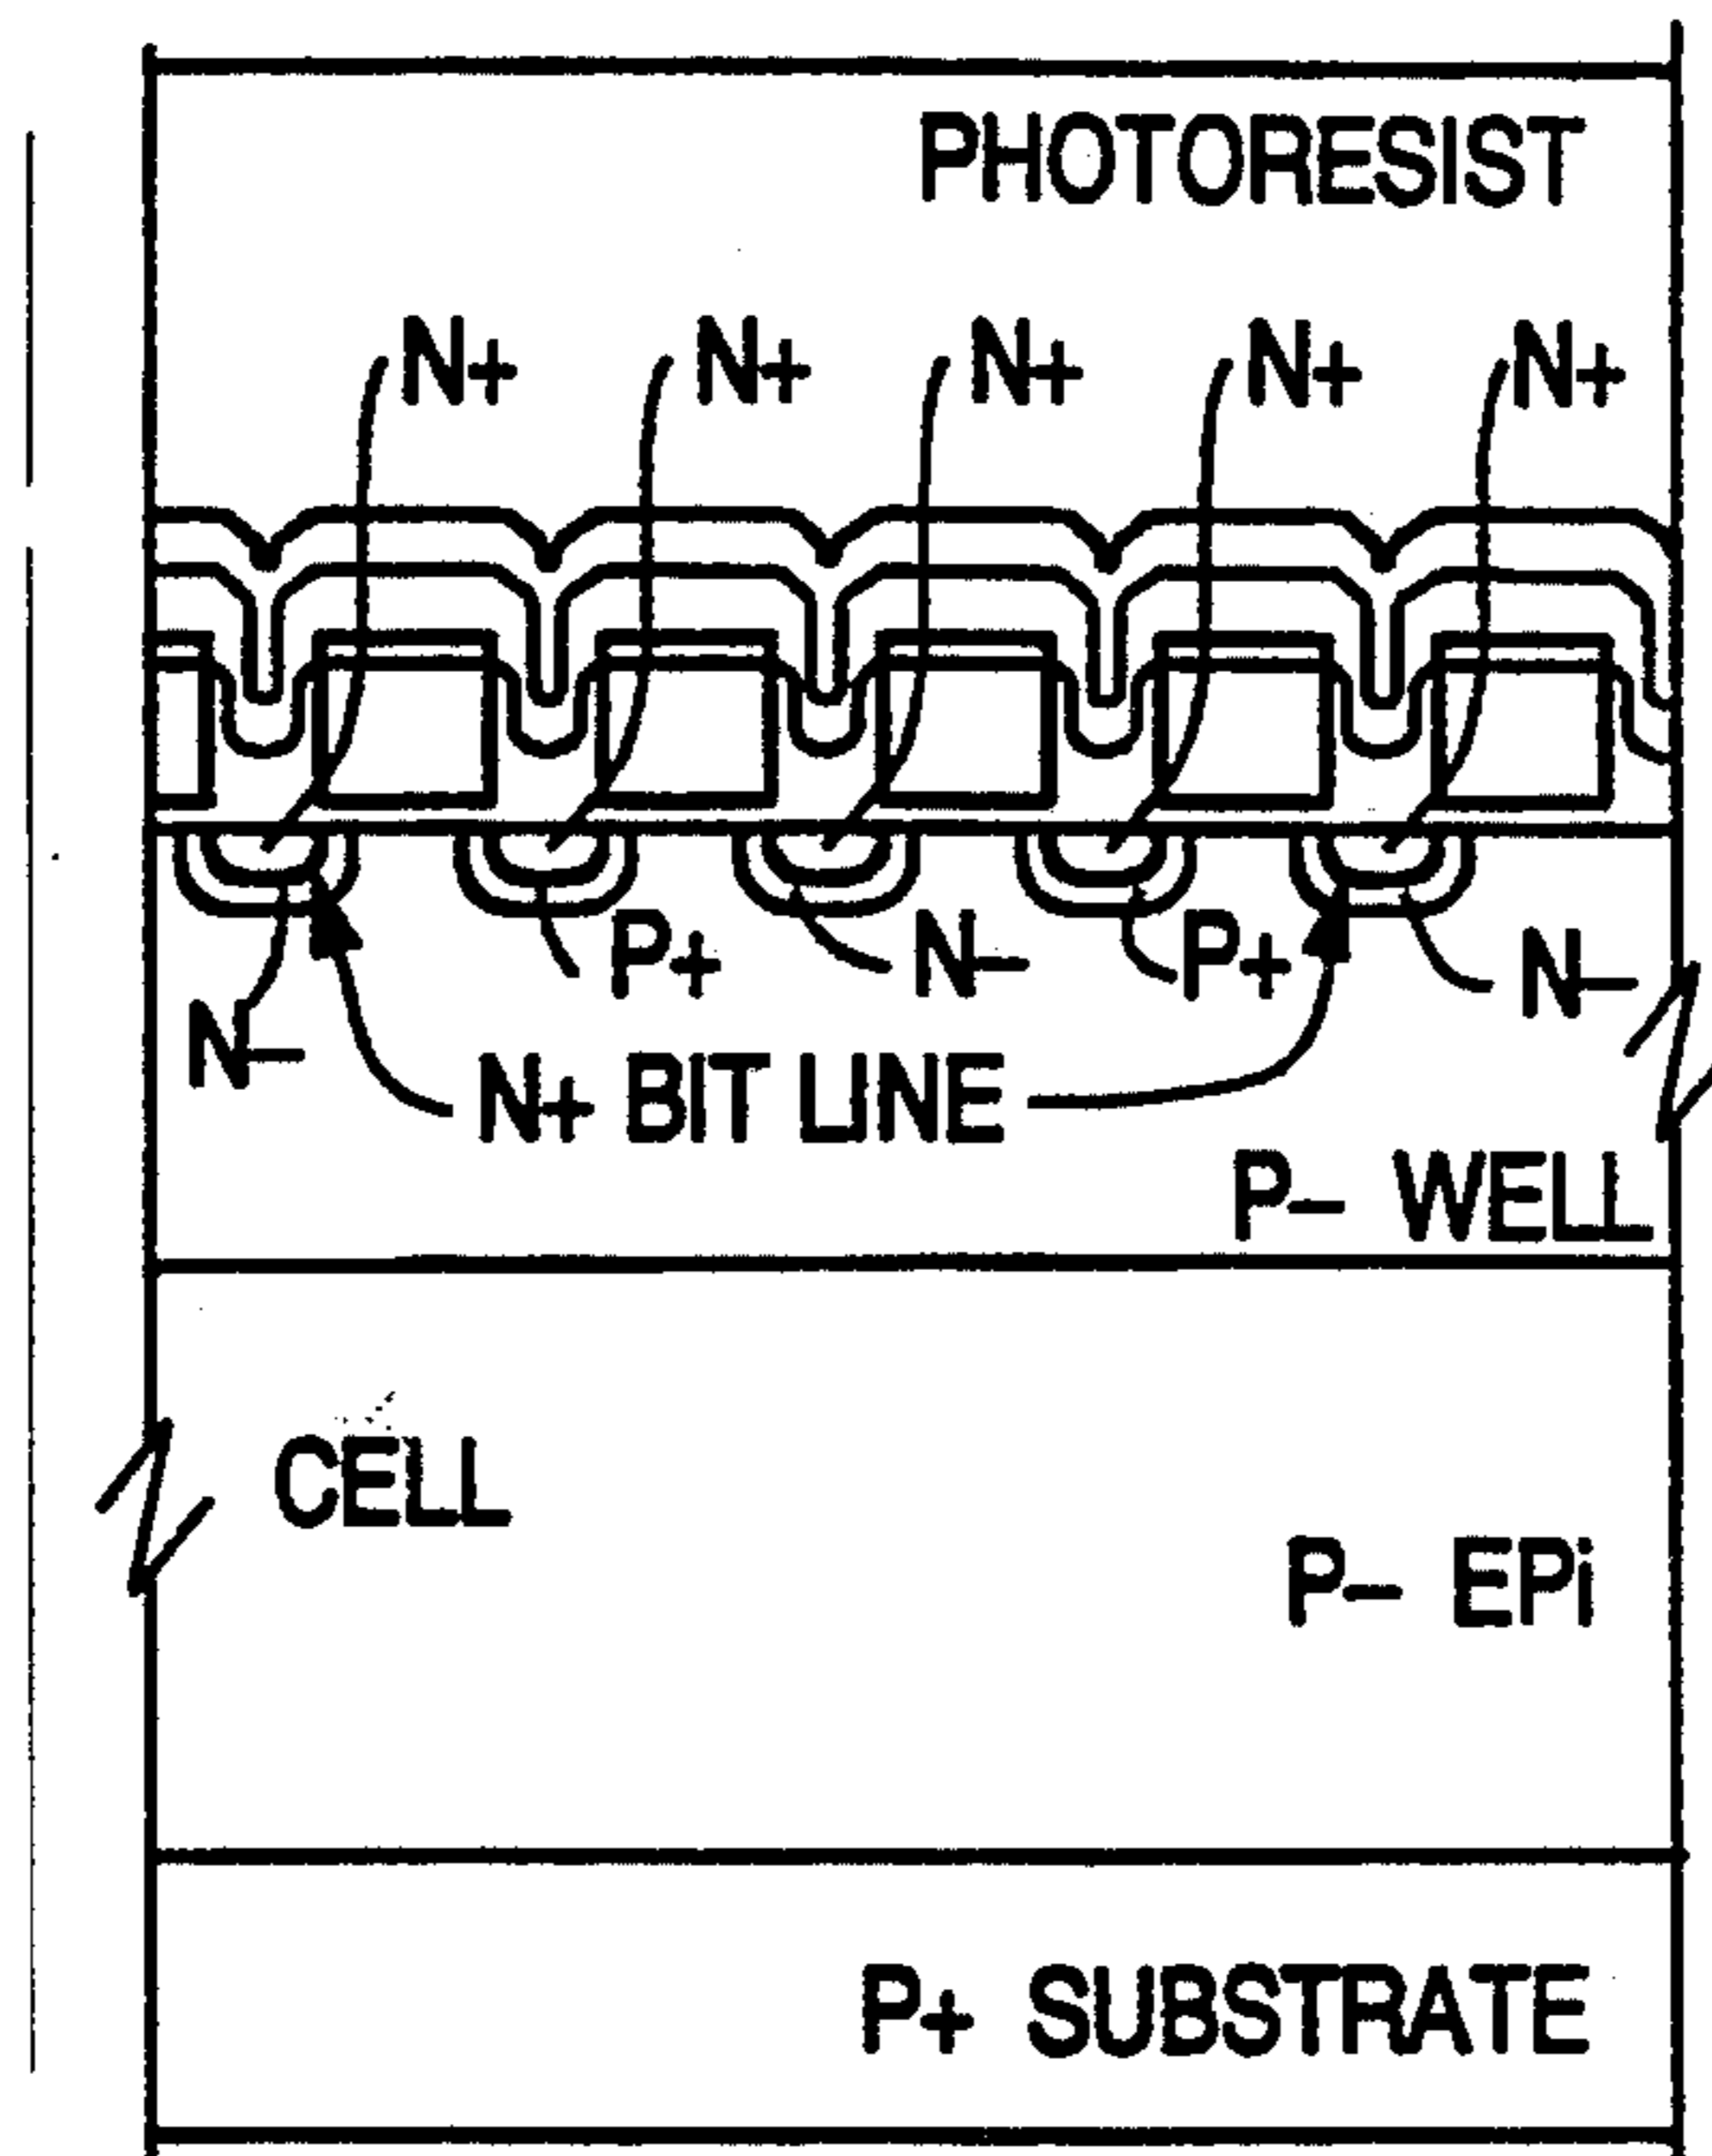 PHOTORESIST
N+ N+ N+ N+ N+
P+ N– P+ N–
N–
N+ BIT LINE
P– WELL
CELL
P– EPi
P+ SUBSTRATE